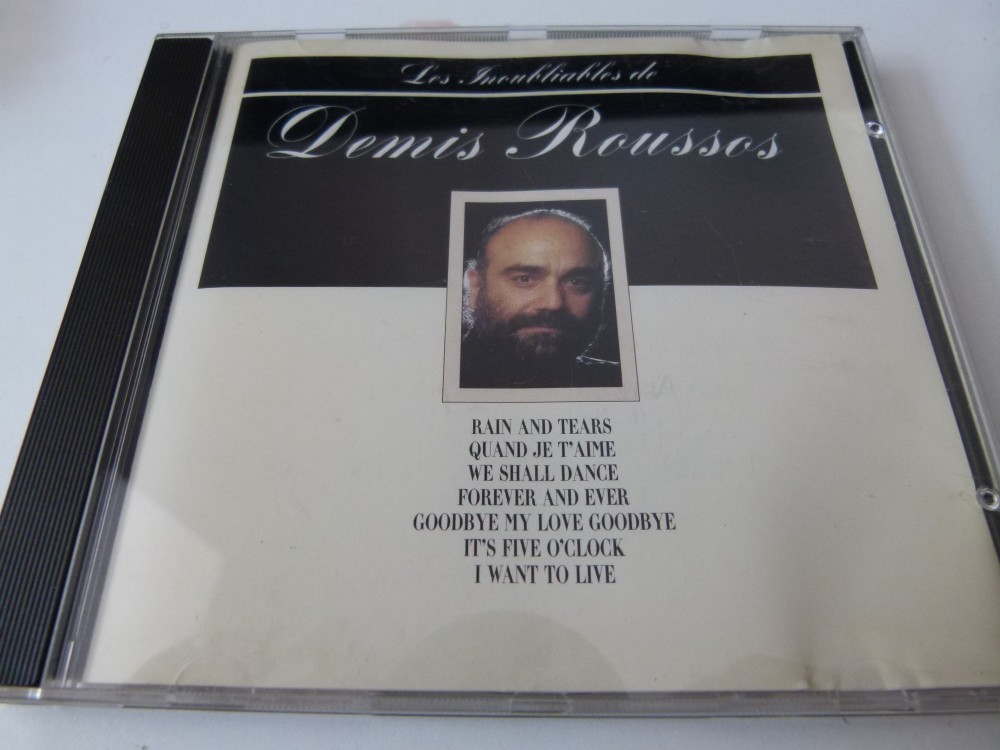 Les Inoubliables de
Demis Roussos
RAIN AND TEARS
QUAND JE T'AIME
WE SHALL DANCE
FOREVER AND EVER
GOODBYE MY LOVE GOODBYE
IT'S FIVE O'CLOCK
I WANT TO LIVE